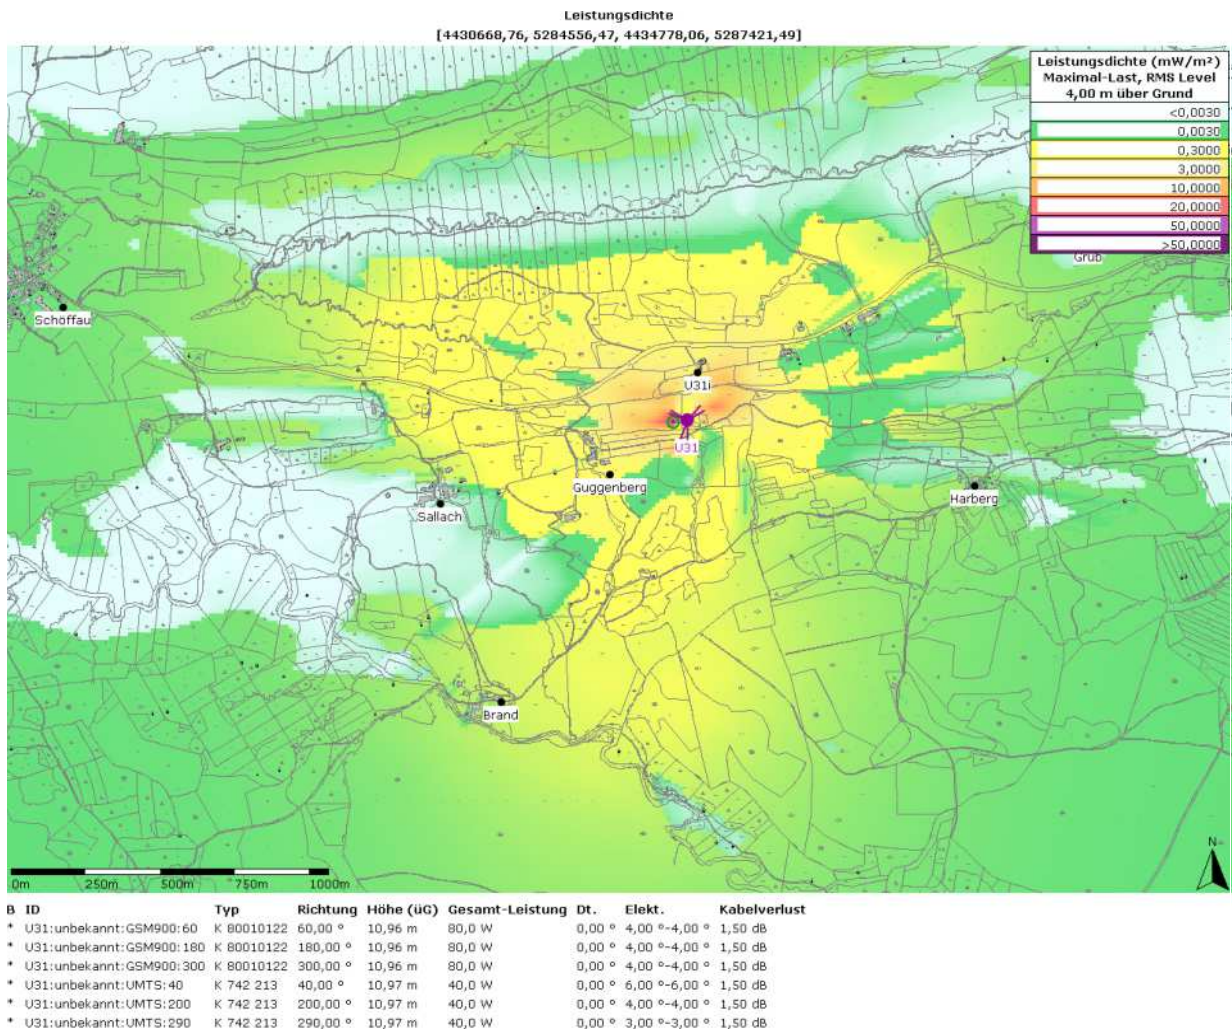 Leistungsdichte
[4430668,76, 5284556,47, 4434778,06, 5287421,49]
Leistungsdichte (mW/m²)
Maximal-Last, RMS Level
4,00 m über Grund
<0,0030
0,0030
0,3000
3,0000
10,0000
20,0000
50,0000
>50,0000
Grub
Schöffau
U31i
U31
Guggenberg
Sallach
Harberg
Brand
N
0m 250m 500m 750m 1000m
B ID Typ Richtung Höhe (üG) Gesamt-Leistung Dt. Elekt. Kabelverlust
* U31:unbekannt:GSM900:60 K 80010122 60,00 ° 10,96 m 80,0 W 0,00 ° 4,00 °-4,00 ° 1,50 dB
* U31:unbekannt:GSM900:180 K 80010122 180,00 ° 10,96 m 80,0 W 0,00 ° 4,00 °-4,00 ° 1,50 dB
* U31:unbekannt:GSM900:300 K 80010122 300,00 ° 10,96 m 80,0 W 0,00 ° 4,00 °-4,00 ° 1,50 dB
* U31:unbekannt:UMTS:40 K 742 213 40,00 ° 10,97 m 40,0 W 0,00 ° 6,00 °-6,00 ° 1,50 dB
* U31:unbekannt:UMTS:200 K 742 213 200,00 ° 10,97 m 40,0 W 0,00 ° 4,00 °-4,00 ° 1,50 dB
* U31:unbekannt:UMTS:290 K 742 213 290,00 ° 10,97 m 40,0 W 0,00 ° 3,00 °-3,00 ° 1,50 dB